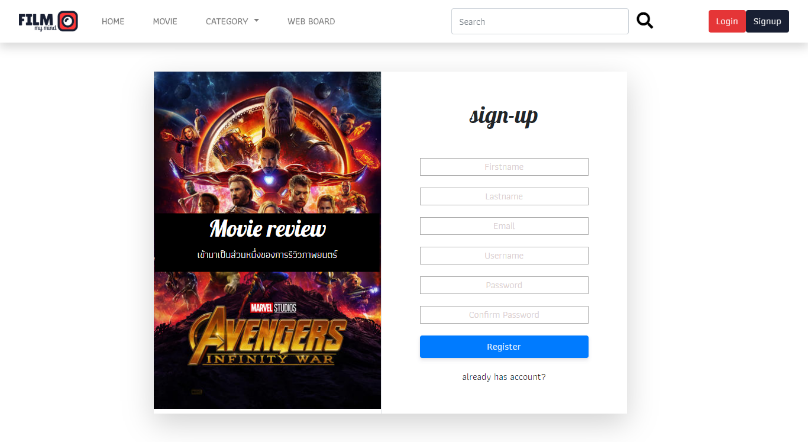 FILM
my mind
HOME
MOVIE
CATEGORY
WEB BOARD
Search
Login
Signup
Movie review
เข้ามาเป็นส่วนหนึ่งของการรีวิวภาพยนตร์
MARVEL STUDIOS
AVENGERS
INFINITY WAR
sign-up
Firstname
Lastname
Email
Username
Password
Confirm Password
Register
already has account?